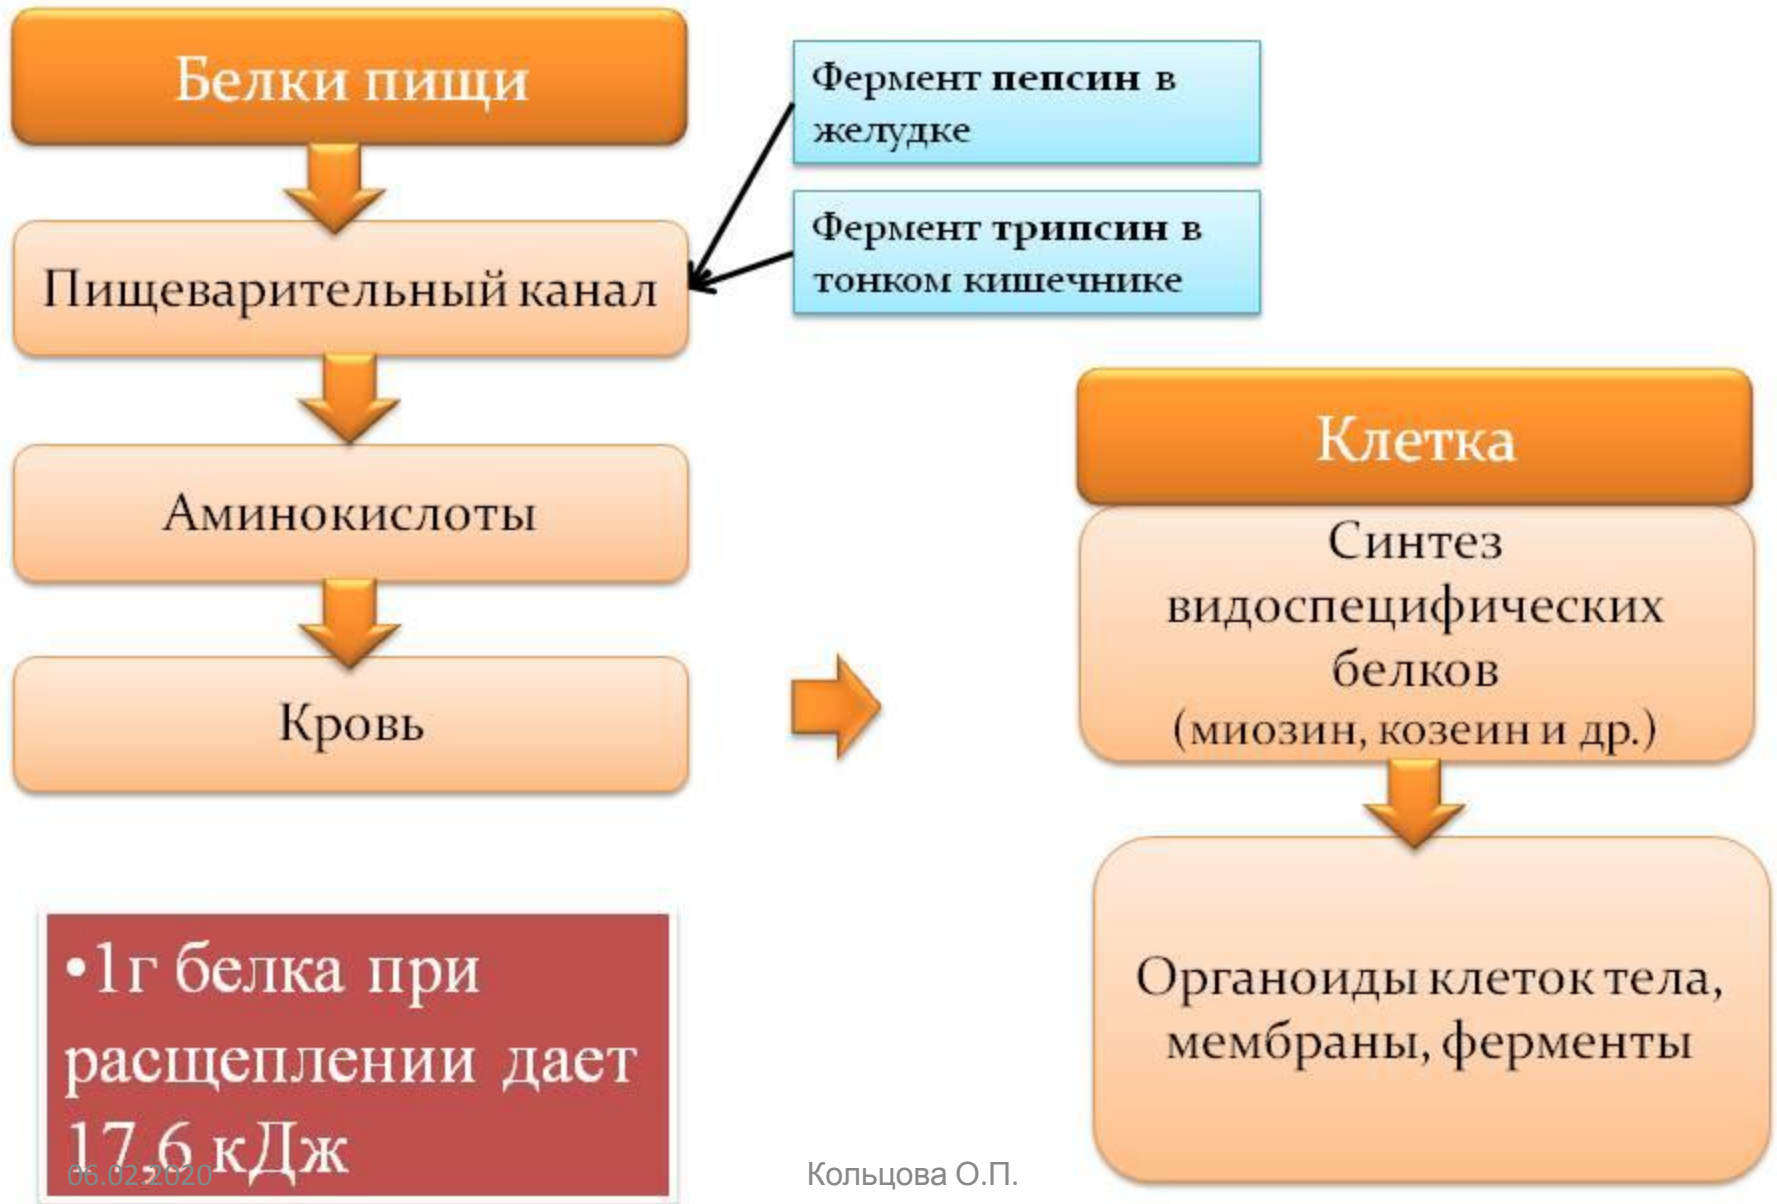 Белки пищи
Фермент пепсин в
желудке
Фермент трипсин в
тонком кишечнике
Пищеварительный канал
Аминокислоты
Кровь
Клетка
Синтез
видоспецифических
белков
(миозин, козеин и др.)
Органоиды клеток тела,
мембраны, ферменты
•1г белка при
расщеплении дает
17,6 кДж
06.02.2020
Кольцова О.П.